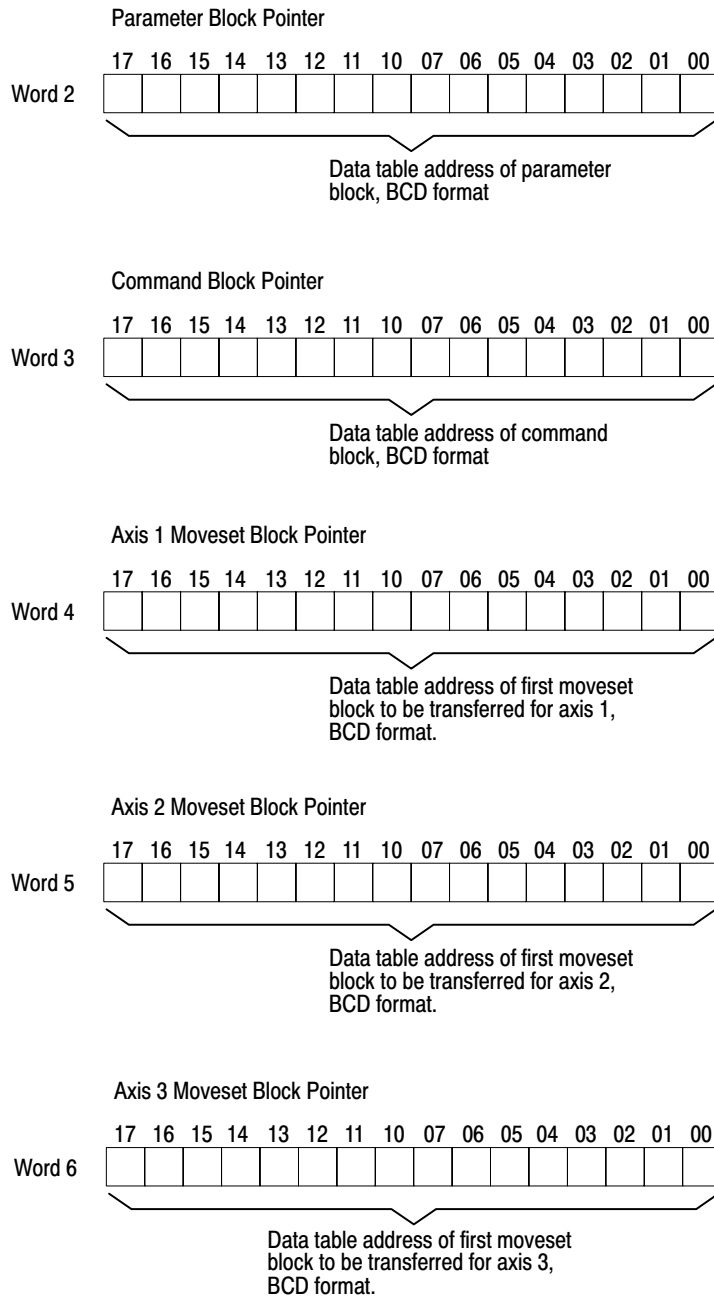 Parameter Block Pointer
17 16 15 14 13 12 11 10 07 06 05 04 03 02 01 00
Word 2
Data table address of parameter
block, BCD format
Command Block Pointer
17 16 15 14 13 12 11 10 07 06 05 04 03 02 01 00
Word 3
Data table address of command
block, BCD format
Axis 1 Moveset Block Pointer
17 16 15 14 13 12 11 10 07 06 05 04 03 02 01 00
Word 4
Data table address of first moveset
block to be transferred for axis 1,
BCD format.
Axis 2 Moveset Block Pointer
17 16 15 14 13 12 11 10 07 06 05 04 03 02 01 00
Word 5
Data table address of first moveset
block to be transferred for axis 2,
BCD format.
Axis 3 Moveset Block Pointer
17 16 15 14 13 12 11 10 07 06 05 04 03 02 01 00
Word 6
Data table address of first moveset
block to be transferred for axis 3,
BCD format.